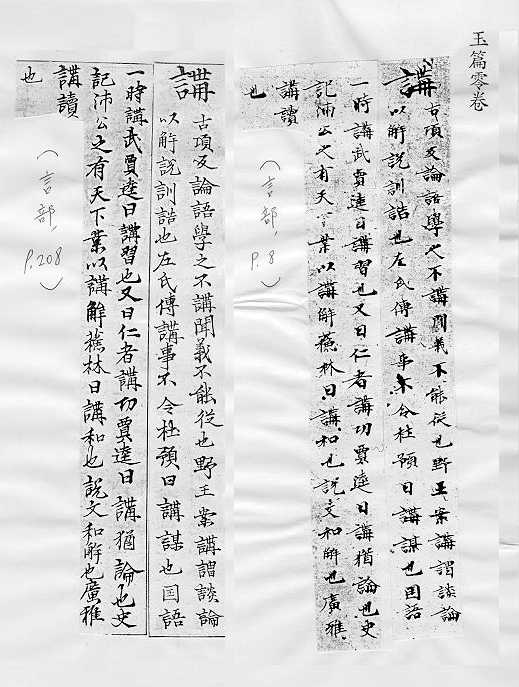 玉篇零卷
講 古項反論語學之不講聞義不能從也野王案講謂談論
以解說訓詁也左氏傳講事不令杜預曰講謀也囯語
一時講武賈逵曰講習也又曰仁者講功賈逵曰講猶論也史
記沛公之有天下業以講解蘓林曰講和也說文和解也廣雅
講讀
也
(言部, P.8)
講 古項反論語學之不講聞義不能從也野王案講謂談論
以解說訓詁也左氏傳講事不令杜預曰講謀也囯語
一時講武賈逵曰講習也又曰仁者講功賈逵曰講猶論也史
記沛公之有天下業以講解蘓林曰講和也說文和解也廣雅
講讀
也
(言部, P.208)